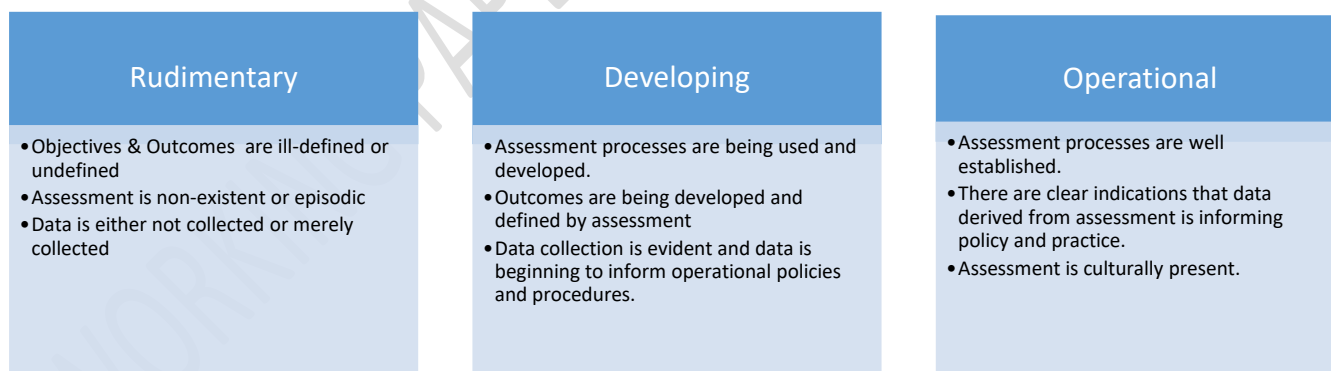 Rudimentary
•Objectives & Outcomes are ill-defined or
undefined
•Assessment is non-existent or episodic
•Data is either not collected or merely
collected
Developing
•Assessment processes are being used and
developed.
•Outcomes are being developed and
defined by assessment
•Data collection is evident and data is
beginning to inform operational policies
and procedures.
Operational
•Assessment processes are well
established.
•There are clear indications that data
derived from assessment is informing
policy and practice.
•Assessment is culturally present.